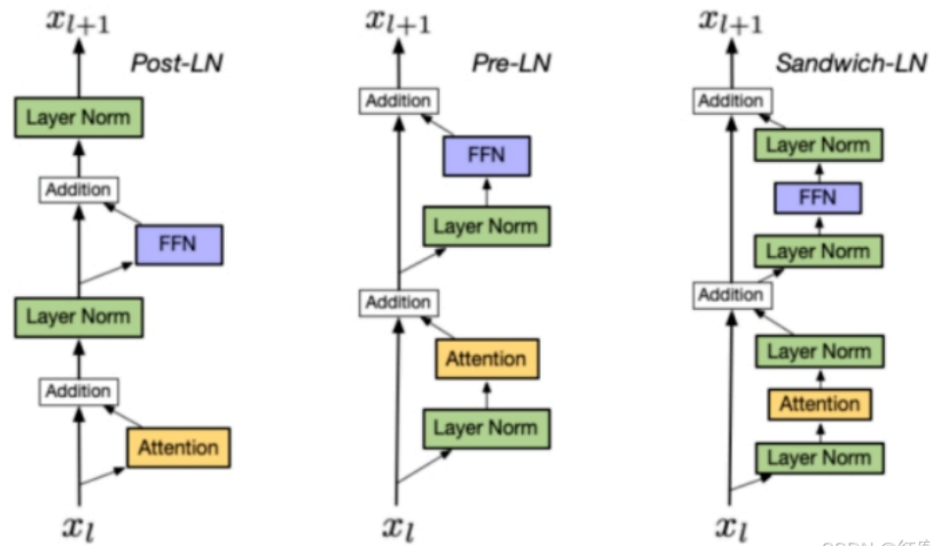 x_{l+1}
Post-LN
Layer Norm
Addition
FFN
Layer Norm
Addition
Attention
x_l
x_{l+1}
Pre-LN
Addition
FFN
Layer Norm
Addition
Attention
Layer Norm
x_l
x_{l+1}
Sandwich-LN
Addition
Layer Norm
FFN
Layer Norm
Addition
Layer Norm
Attention
Layer Norm
x_l